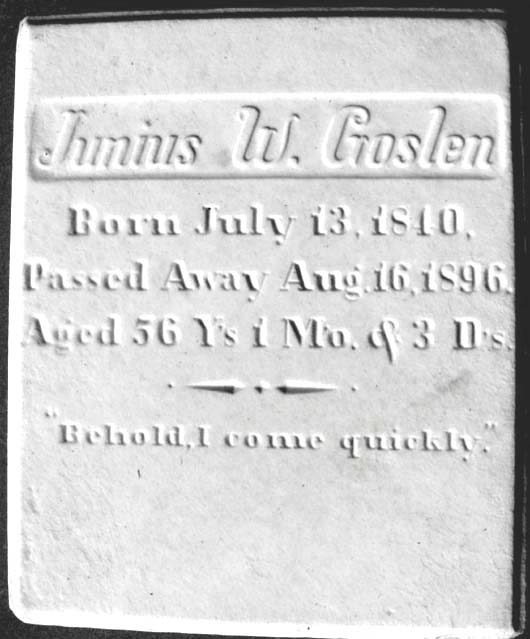 Junius W. Goslen
Born July 13, 1840,
Passed Away Aug. 16, 1896.
Aged 56 Ys 1 Mo. & 3 D's.
"Behold, I come quickly."